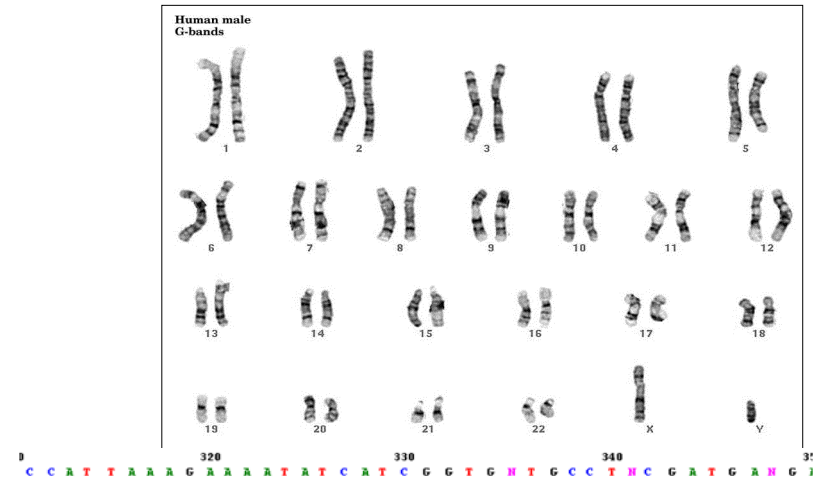 Human male
G-bands
1 2 3 4 5
6 7 8 9 10 11 12
13 14 15 16 17 18
19 20 21 22 X Y
320 330 340
C C A T T A A A G A A A A T A T C A T C G G T G N T G C C T N C G A T G A N G